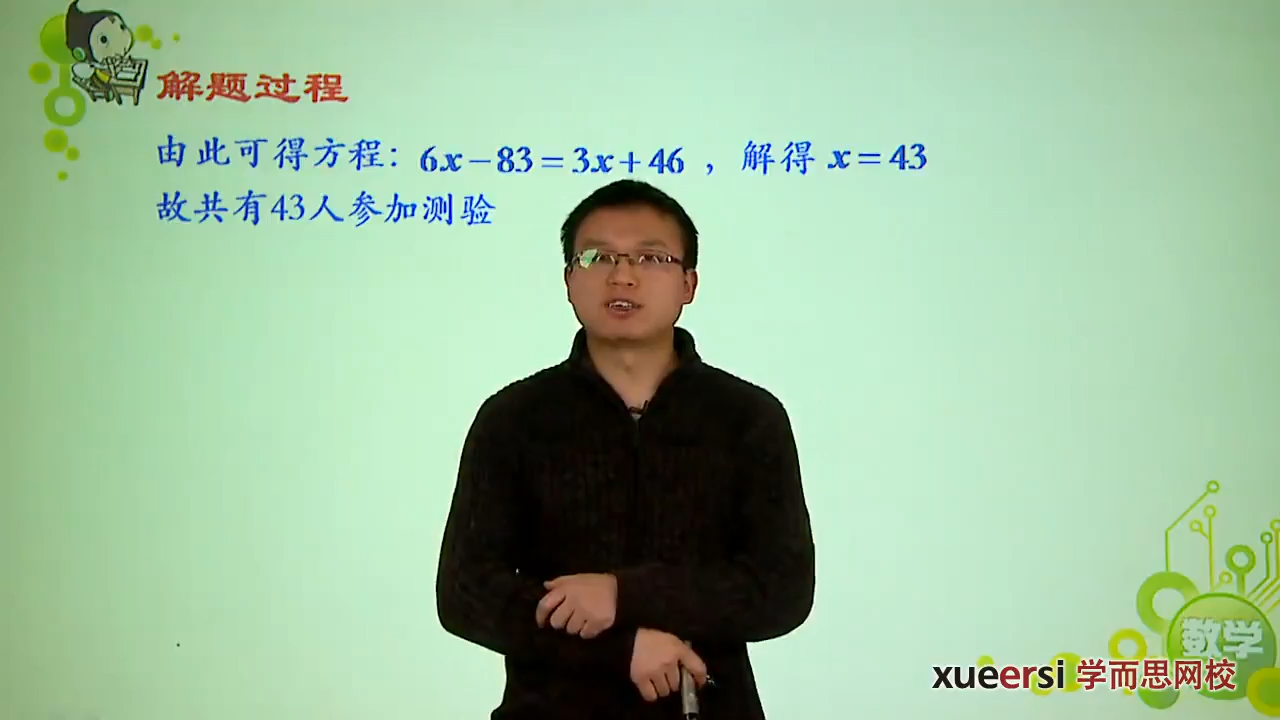 解题过程
由此可得方程：6x－83＝3x＋46，解得 x＝43
故共有43人参加测验
数学
xueersi 学而思网校